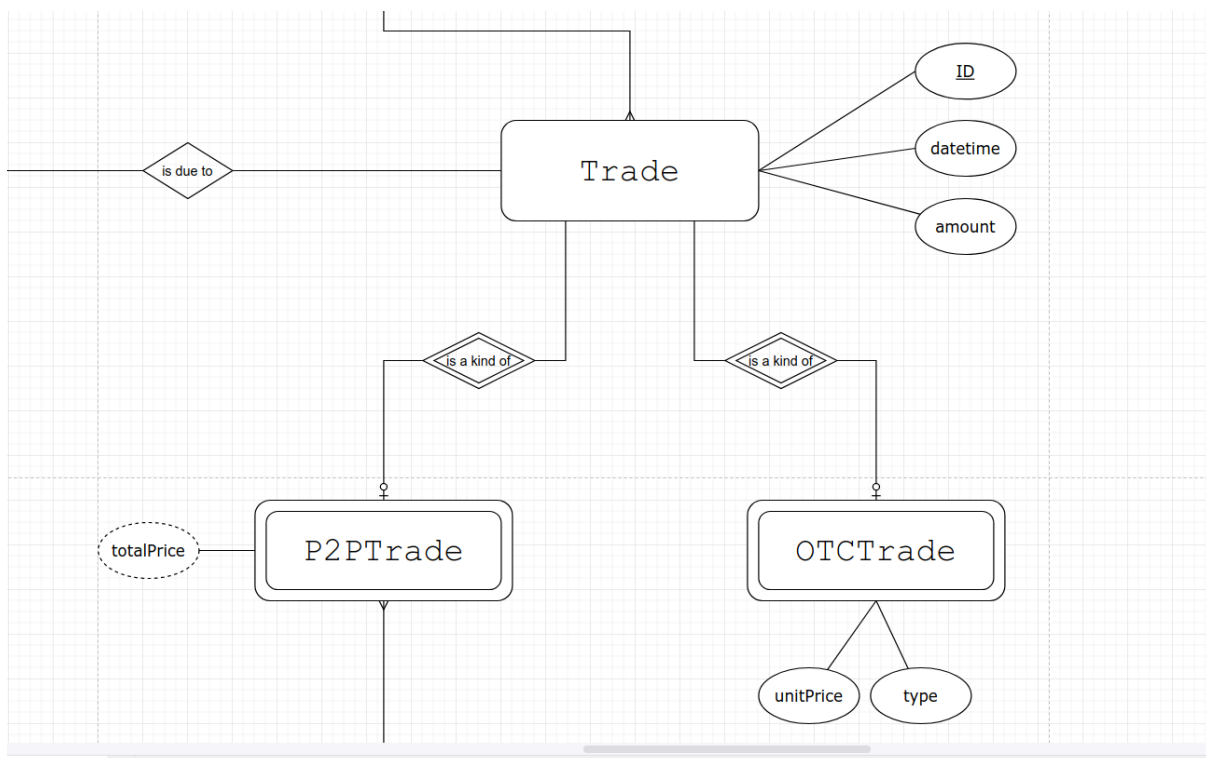 ID
datetime
is due to
Trade
amount
is a kind of
is a kind of
totalPrice
P2PTrade
OTCTrade
unitPrice
type